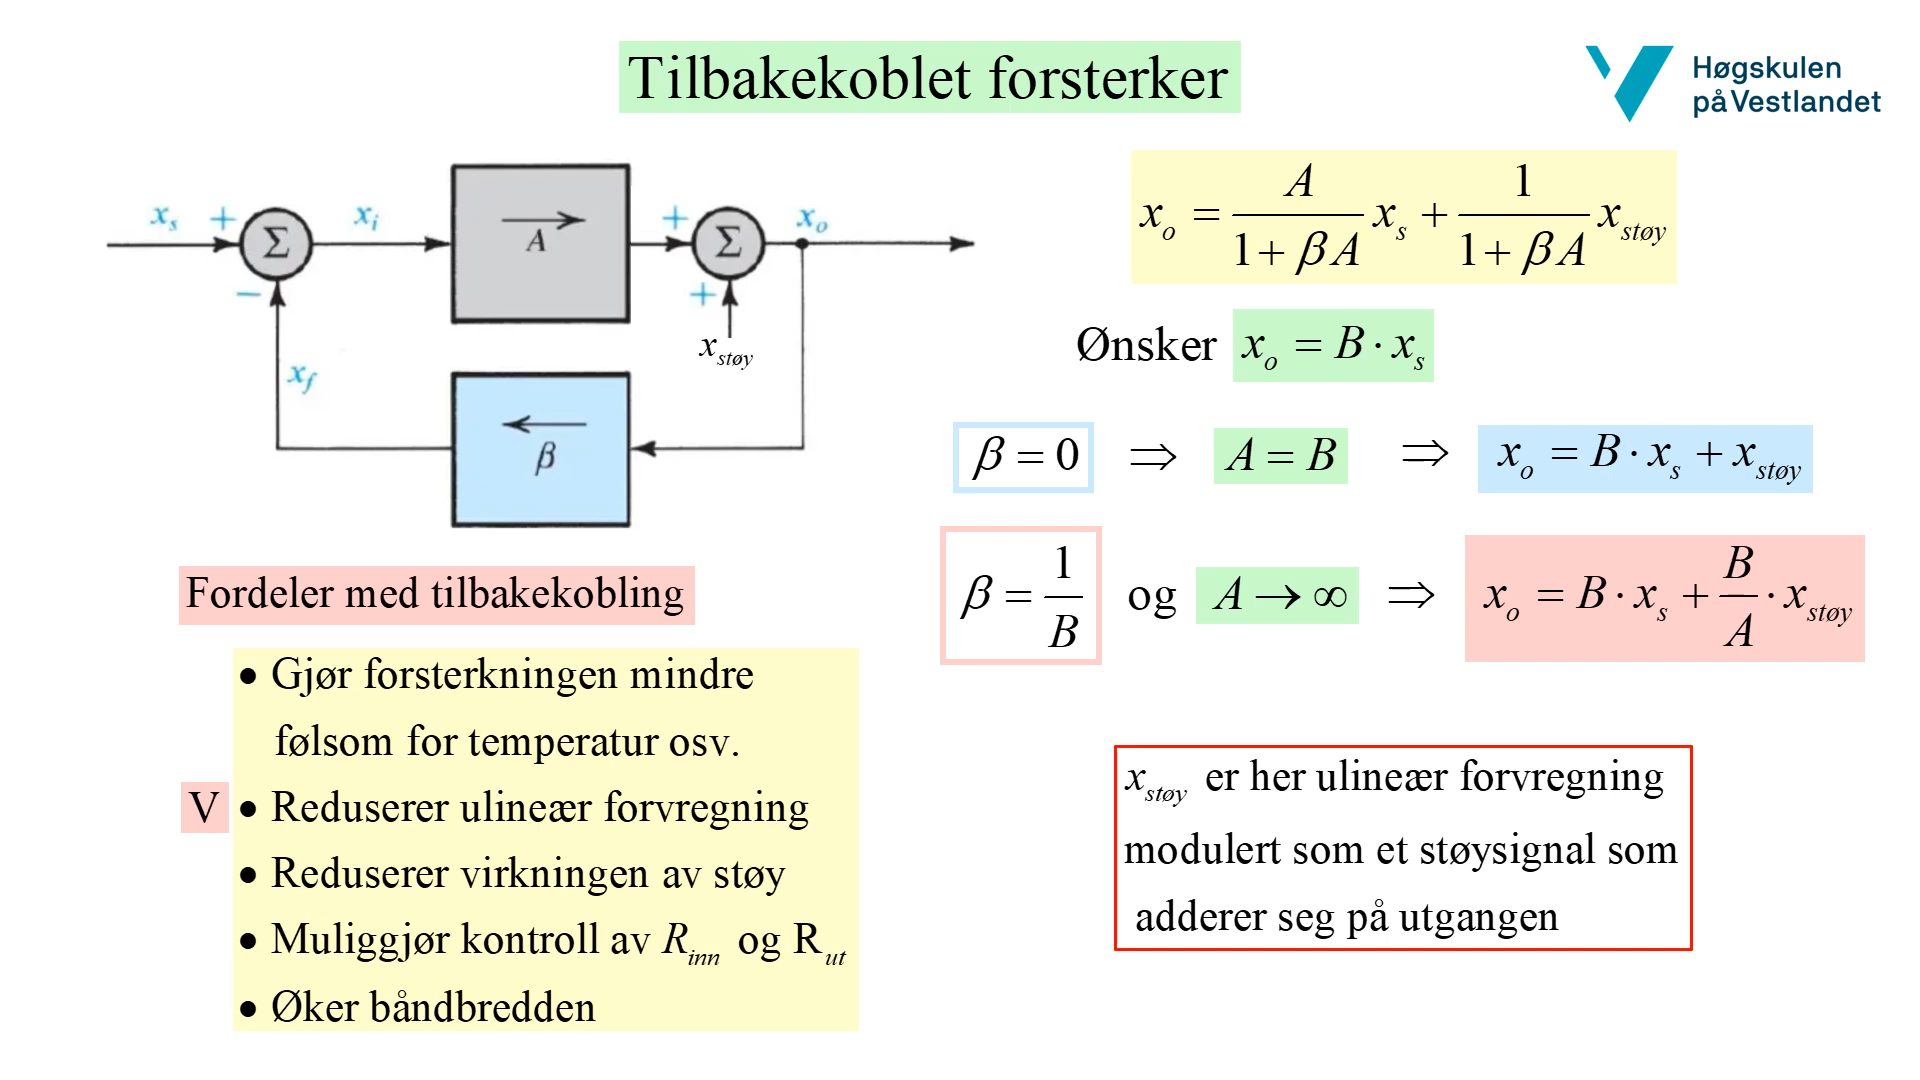 Tilbakekoblet forsterker
Høgskulen
på Vestlandet
x_s + Σ x_i A + Σ x_o
− + x_støy
x_f β
x_o = A/(1 + βA) x_s + 1/(1 + βA) x_støy
Ønsker x_o = B · x_s
β = 0 ⇒ A = B ⇒ x_o = B · x_s + x_støy
β = 1/B og A → ∞ ⇒ x_o = B · x_s + B/A · x_støy
Fordeler med tilbakekobling
• Gjør forsterkningen mindre
følsom for temperatur osv.
V • Reduserer ulineær forvregning
• Reduserer virkningen av støy
• Muliggjør kontroll av R_inn og R_ut
• Øker båndbredden
x_støy er her ulineær forvregning
modulert som et støysignal som
adderer seg på utgangen